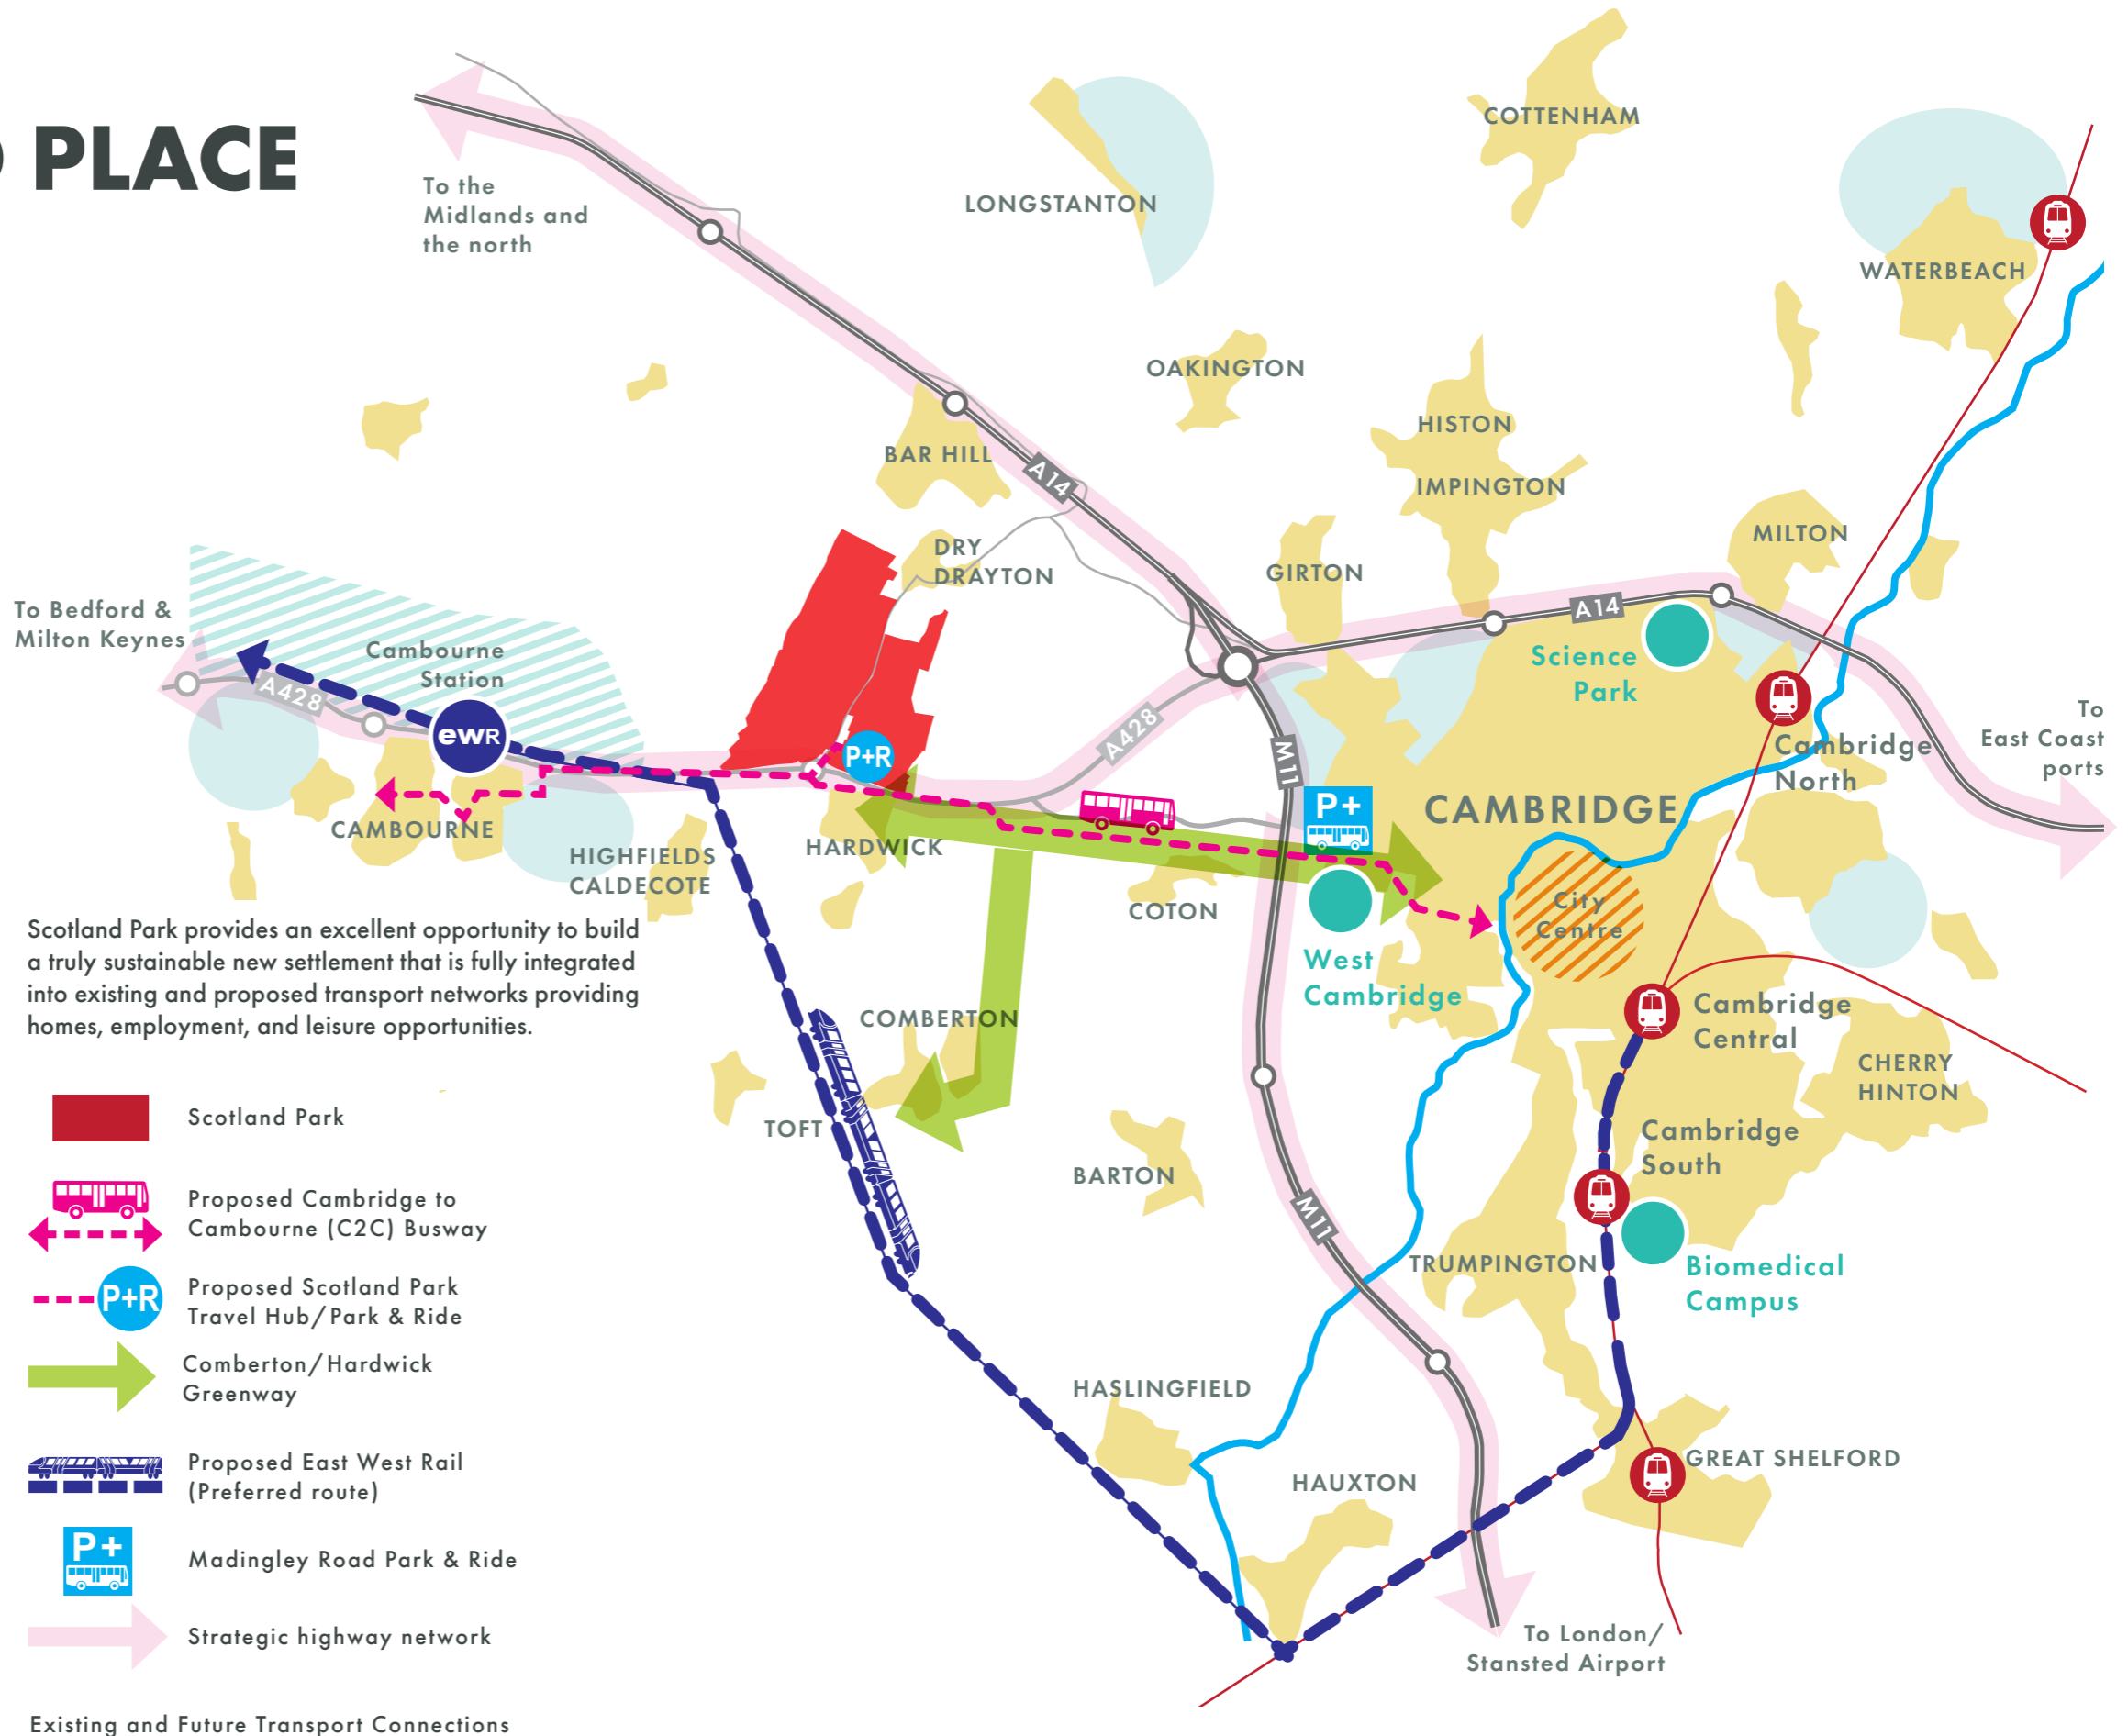 PLACE
To the
Midlands and
the north
LONGSTANTON
COTTENHAM
WATERBEACH
OAKINGTON
HISTON
IMPINGTON
BAR HILL
A14
MILTON
DRY
DRAYTON
GIRTON
A14
To Bedford &
Milton Keynes
Cambourne
Station
A428
ewR
Science
Park
A428
M11
P+R
To
East Coast
ports
Cambridge
North
P+
CAMBRIDGE
CAMBOURNE
HIGHFIELDS
CALDECOTE
HARDWICK
COTON
City
Centre
West
Cambridge
Scotland Park provides an excellent opportunity to build
a truly sustainable new settlement that is fully integrated
into existing and proposed transport networks providing
homes, employment, and leisure opportunities.
COMBERTON
Cambridge
Central
CHERRY
HINTON
TOFT
BARTON
Cambridge
South
M11
TRUMPINGTON
Biomedical
Campus
HASLINGFIELD
HAUXTON
GREAT SHELFORD
To London/
Stansted Airport
Scotland Park
Proposed Cambridge to
Cambourne (C2C) Busway
P+R
Proposed Scotland Park
Travel Hub/Park & Ride
Comberton/Hardwick
Greenway
Proposed East West Rail
(Preferred route)
P+
Madingley Road Park & Ride
Strategic highway network
Existing and Future Transport Connections